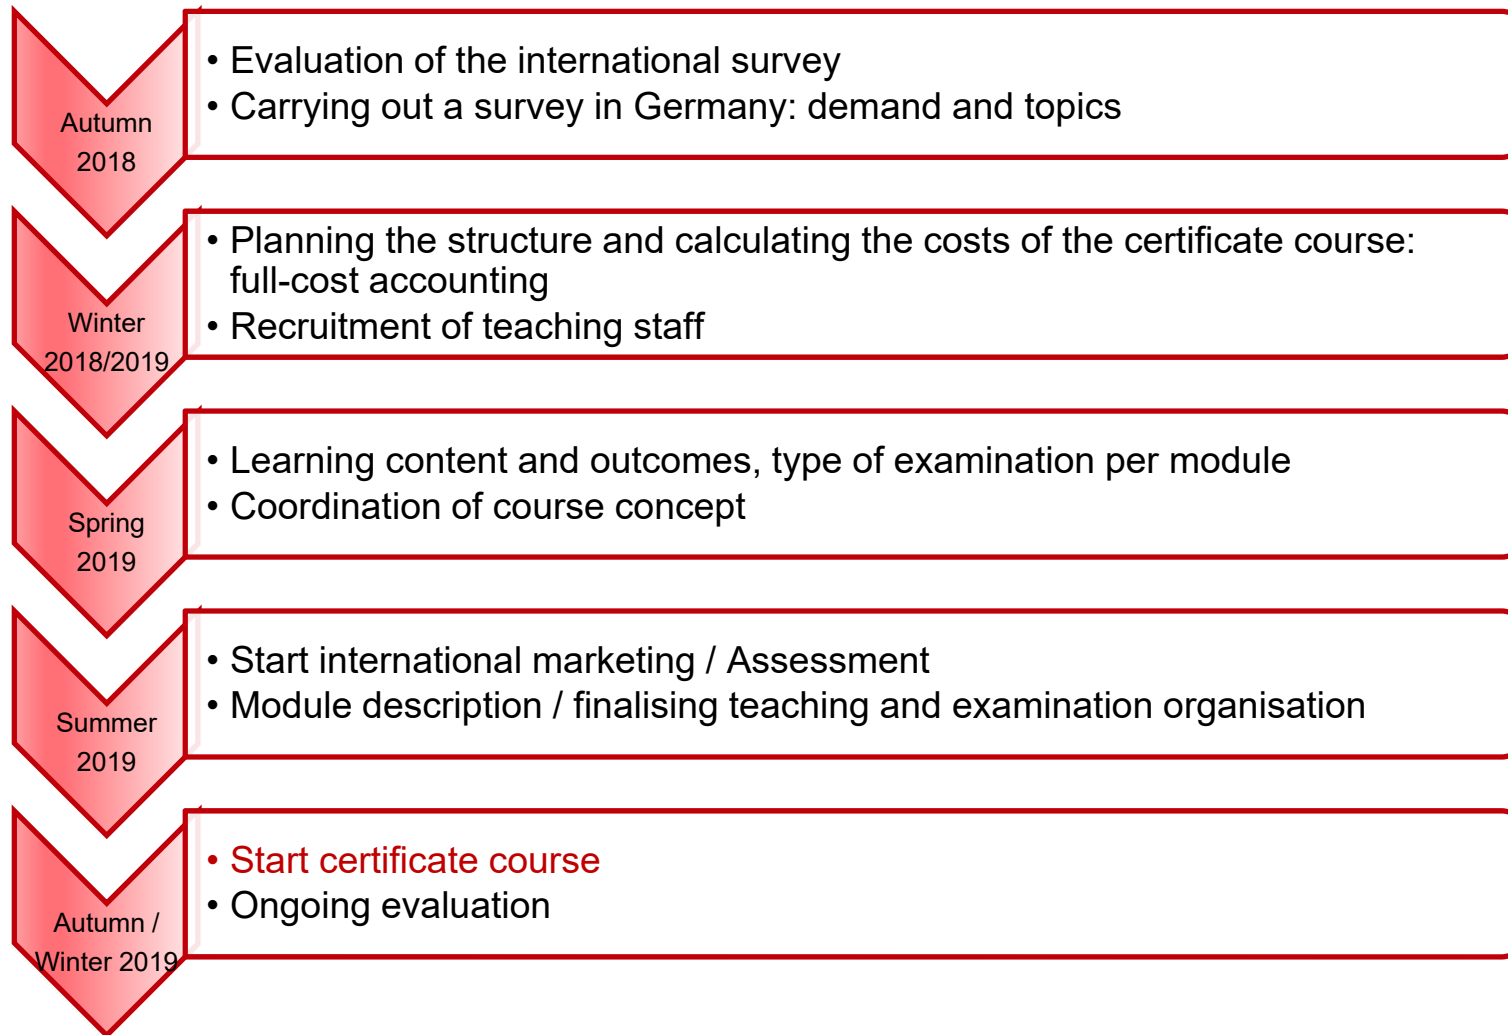 Autumn
2018
• Evaluation of the international survey
• Carrying out a survey in Germany: demand and topics
Winter
2018/2019
• Planning the structure and calculating the costs of the certificate course:
full-cost accounting
• Recruitment of teaching staff
Spring
2019
• Learning content and outcomes, type of examination per module
• Coordination of course concept
Summer
2019
• Start international marketing / Assessment
• Module description / finalising teaching and examination organisation
Autumn /
Winter 2019
• Start certificate course
• Ongoing evaluation